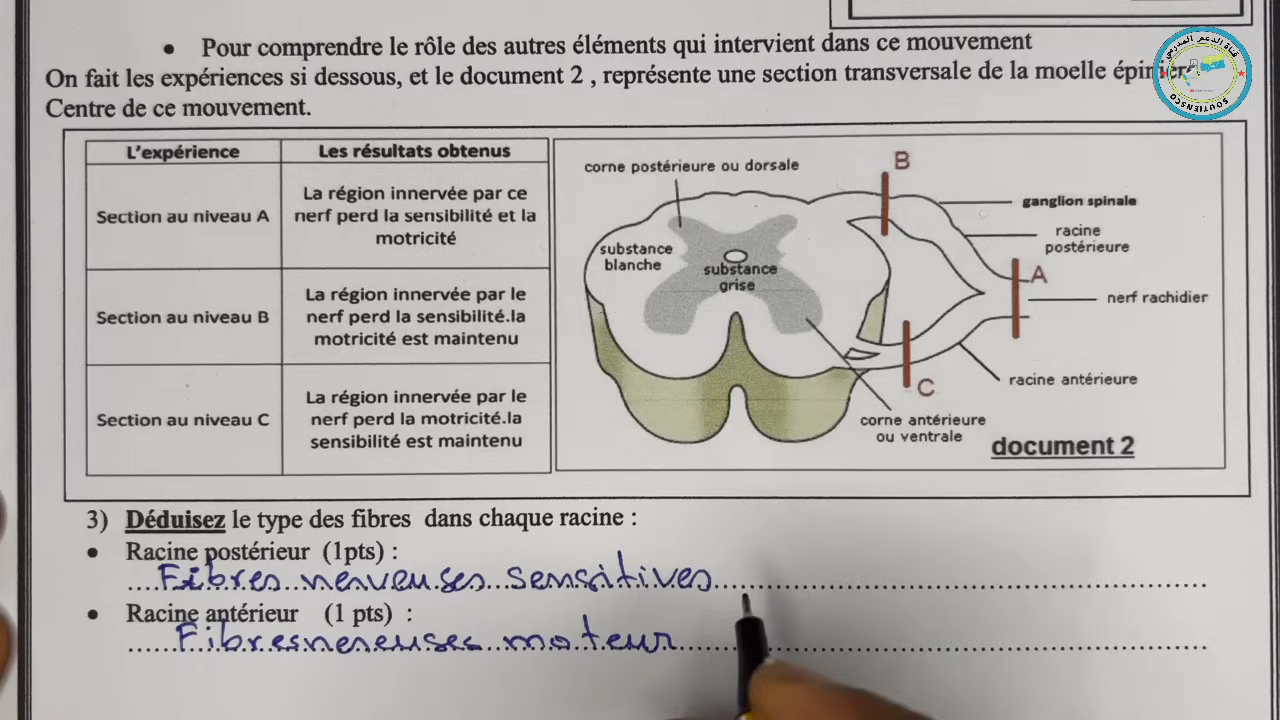 • Pour comprendre le rôle des autres éléments qui intervient dans ce mouvement
On fait les expériences si dessous, et le document 2 , représente une section transversale de la moelle
Centre de ce mouvement.
L'expérience
Les résultats obtenus
Section au niveau A
La région innervée par ce
nerf perd la sensibilité et la
motricité
Section au niveau B
La région innervée par le
nerf perd la sensibilité.la
motricité est maintenu
Section au niveau C
La région innervée par le
nerf perd la motricité.la
sensibilité est maintenu
corne postérieure ou dorsale
B
ganglion spinale
racine
postérieure
substance
blanche
substance
grise
A
nerf rachidier
C
racine antérieure
corne antérieure
ou ventrale
document 2
3) Déduisez le type des fibres dans chaque racine :
• Racine postérieur (1pts) :
Fibres nerveuses sensitives
• Racine antérieur (1 pts) :
Fibres nereuses moteur
قناة الدعم المدرسي
SOUTIENSCO